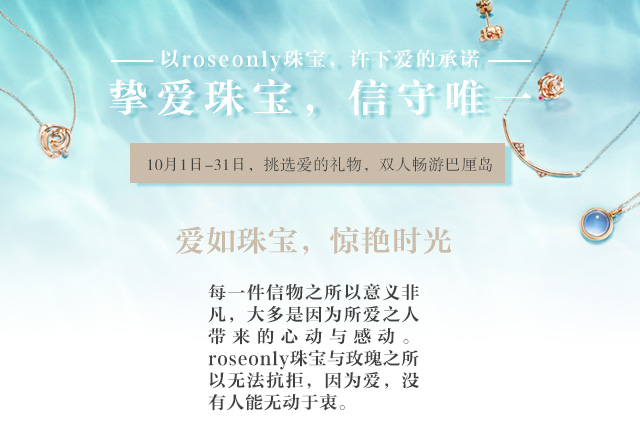 以roseonly珠宝，许下爱的承诺
挚爱珠宝，信守唯一
10月1日-31日，挑选爱的礼物，双人畅游巴厘岛
爱如珠宝，惊艳时光
每一件信物之所以意义非
凡，大多是因为所爱之人
带来的心动与感动。
roseonly珠宝与玫瑰之所
以无法抗拒，因为爱，没
有人能无动于衷。